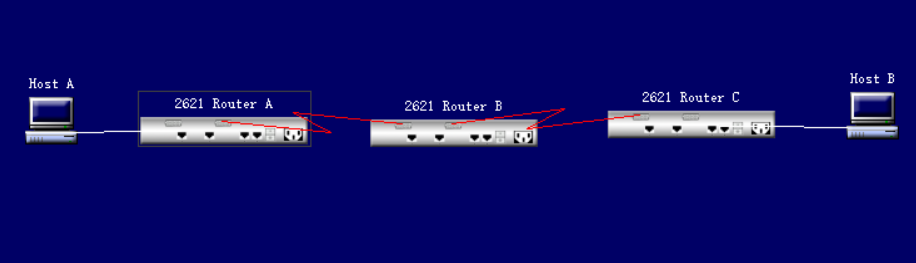 Host A
2621 Router A
2621 Router B
2621 Router C
Host B